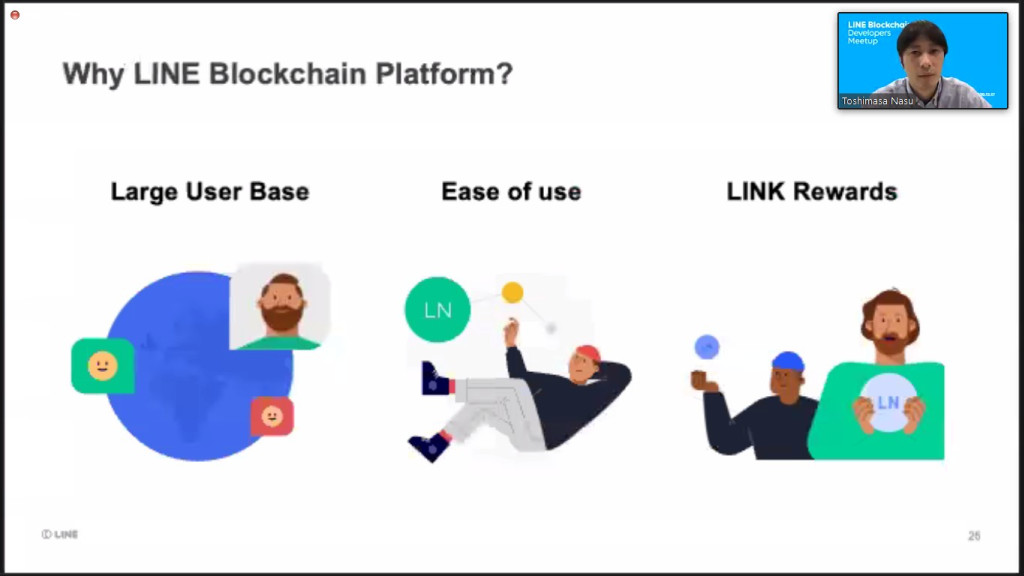 Why LINE Blockchain Platform?
LINE Blockchain
Developers
Meetup
Toshimasa Nasu
Large User Base
Ease of use
LINK Rewards
LN
LN
LINE
26